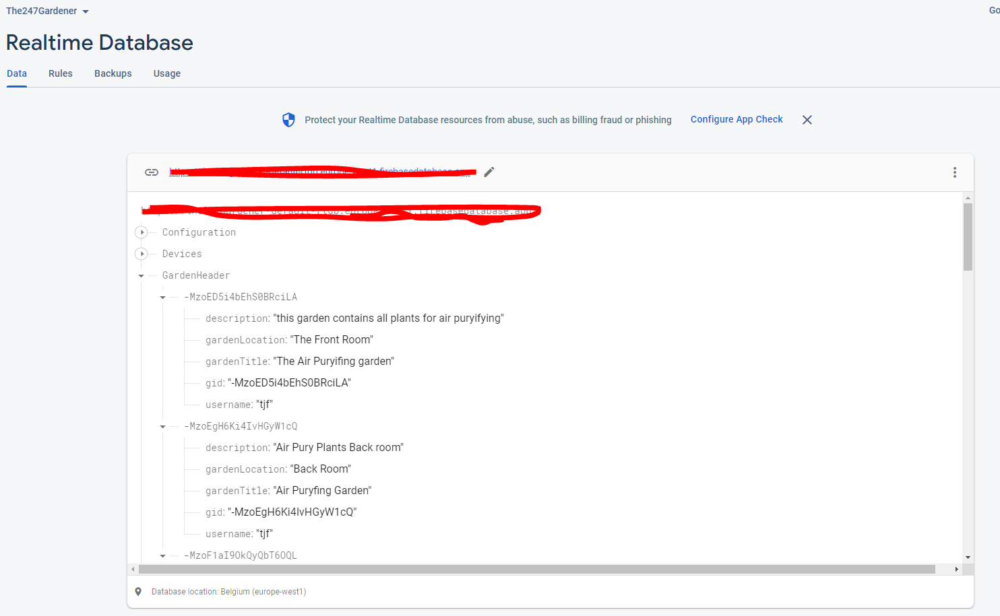 The247Gardener
Go
Realtime Database
Data Rules Backups Usage
Protect your Realtime Database resources from abuse, such as billing fraud or phishing Configure App Check
Configuration
Devices
GardenHeader
-MzoED5i4bEhS0BRciLA
description: "this garden contains all plants for air puryifying"
gardenLocation: "The Front Room"
gardenTitle: "The Air Puryifing garden"
gid: "-MzoED5i4bEhS0BRciLA"
username: "tjf"
-MzoEgH6Ki4IvHGyW1cQ
description: "Air Pury Plants Back room"
gardenLocation: "Back Room"
gardenTitle: "Air Puryfing Garden"
gid: "-MzoEgH6Ki4IvHGyW1cQ"
username: "tjf"
-MzoF1aI9OkQyQbT6OQL
Database location: Belgium (europe-west1)